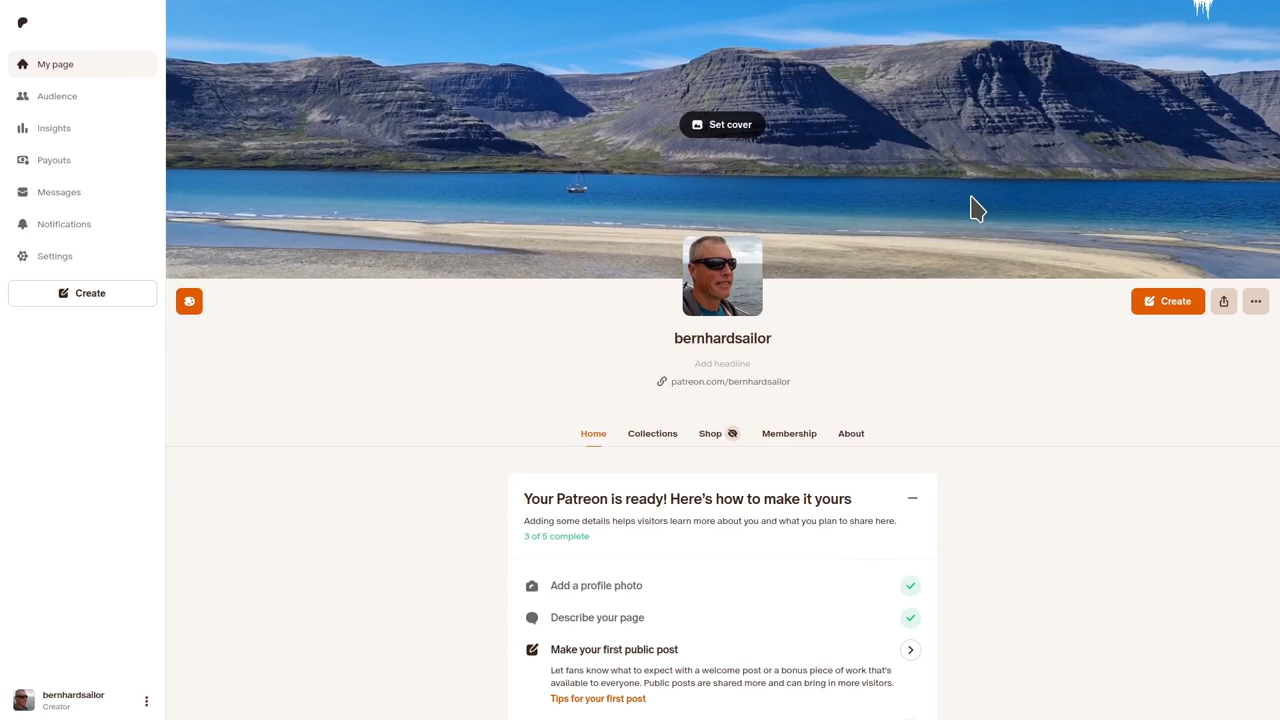 My page
Audience
Insights
Payouts
Messages
Notifications
Settings
Create
Set cover
Create
bernhardsailor
Add headline
patreon.com/bernhardsailor
Home Collections Shop Membership About
Your Patreon is ready! Here's how to make it yours
Adding some details helps visitors learn more about you and what you plan to share here.
3 of 5 complete
Add a profile photo
Describe your page
Make your first public post
Let fans know what to expect with a welcome post or a bonus piece of work that's
available to everyone. Public posts are shared more and can bring in more visitors.
Tips for your first post
bernhardsailor
Creator